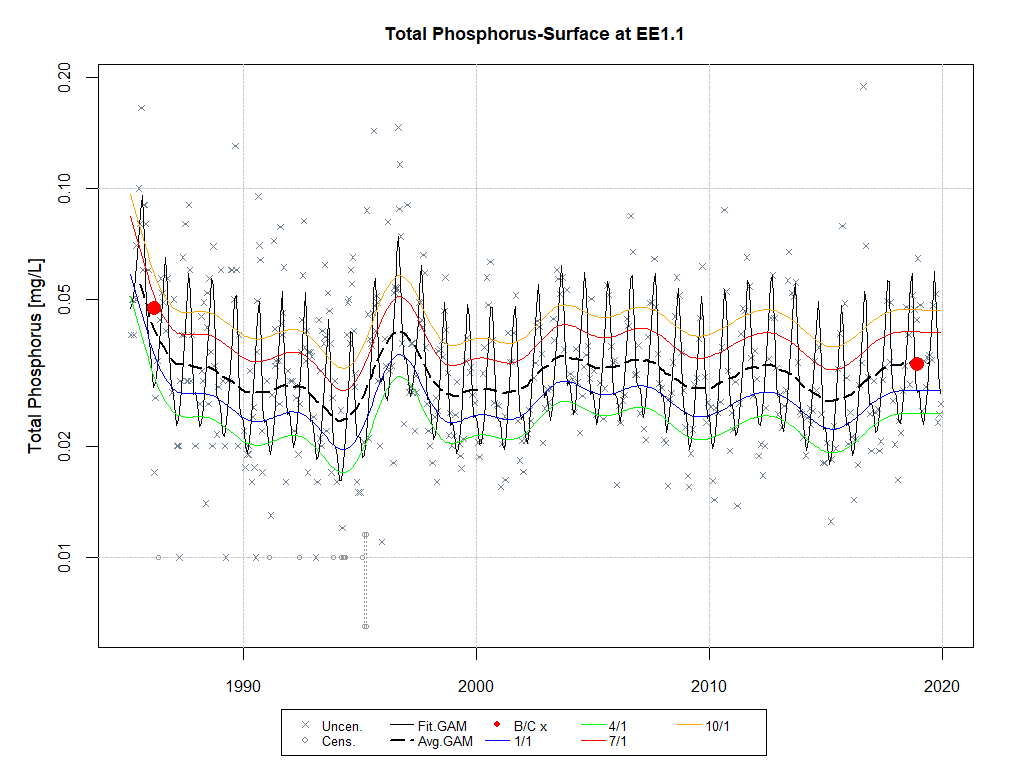 Total Phosphorus-Surface at EE1.1
Total Phosphorus [mg/L]
0.20
0.10
0.05
0.02
0.01
1990 2000 2010 2020
Uncen. Fit.GAM B/C x 4/1 10/1
Cens. Avg.GAM 1/1 7/1